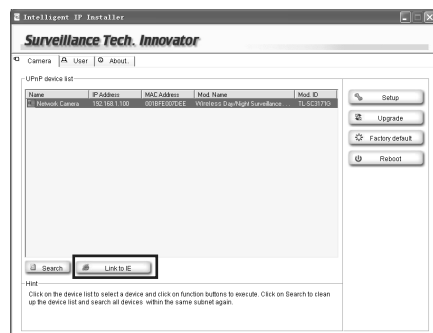 Intelligent IP Installer
Surveillance Tech. Innovator
Camera User About..
UPnP device list
Name IP Address MAC Address Mod. Name Mod. ID
Network Camera 192.168.1.100 001BFE007DEE Wireless Day/Night Surveillance TL-SC3171G
Setup
Upgrade
Factory default
Reboot
Search Link to IE
Hint
Click on the device list to select a device and click on function buttons to execute. Click on Search to clean
up the device list and search all devices within the same subnet again.